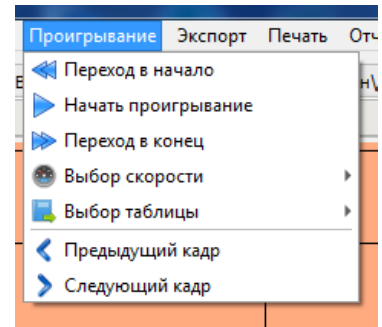 Проигрывание Экспорт Печать
Переход в начало
Начать проигрывание
Переход в конец
Выбор скорости
Выбор таблицы
Предыдущий кадр
Следующий кадр